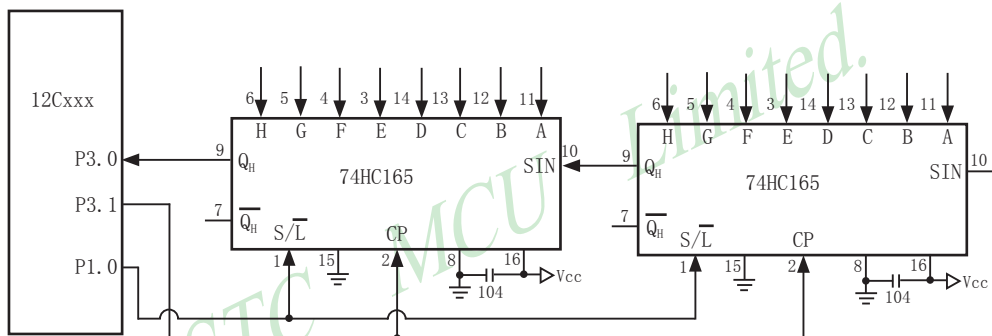 12Cxxx
P3.0
P3.1
P1.0
6 5 4 3 14 13 12 11
H G F E D C B A
9 QH
SIN 10
74HC165
7 QH
S/L CP
1 15 2 8 16
104
Vcc
6 5 4 3 14 13 12 11
H G F E D C B A
9 QH
SIN 10
74HC165
7 QH
S/L CP
1 15 2 8 16
104
Vcc
STC MCU Limited.